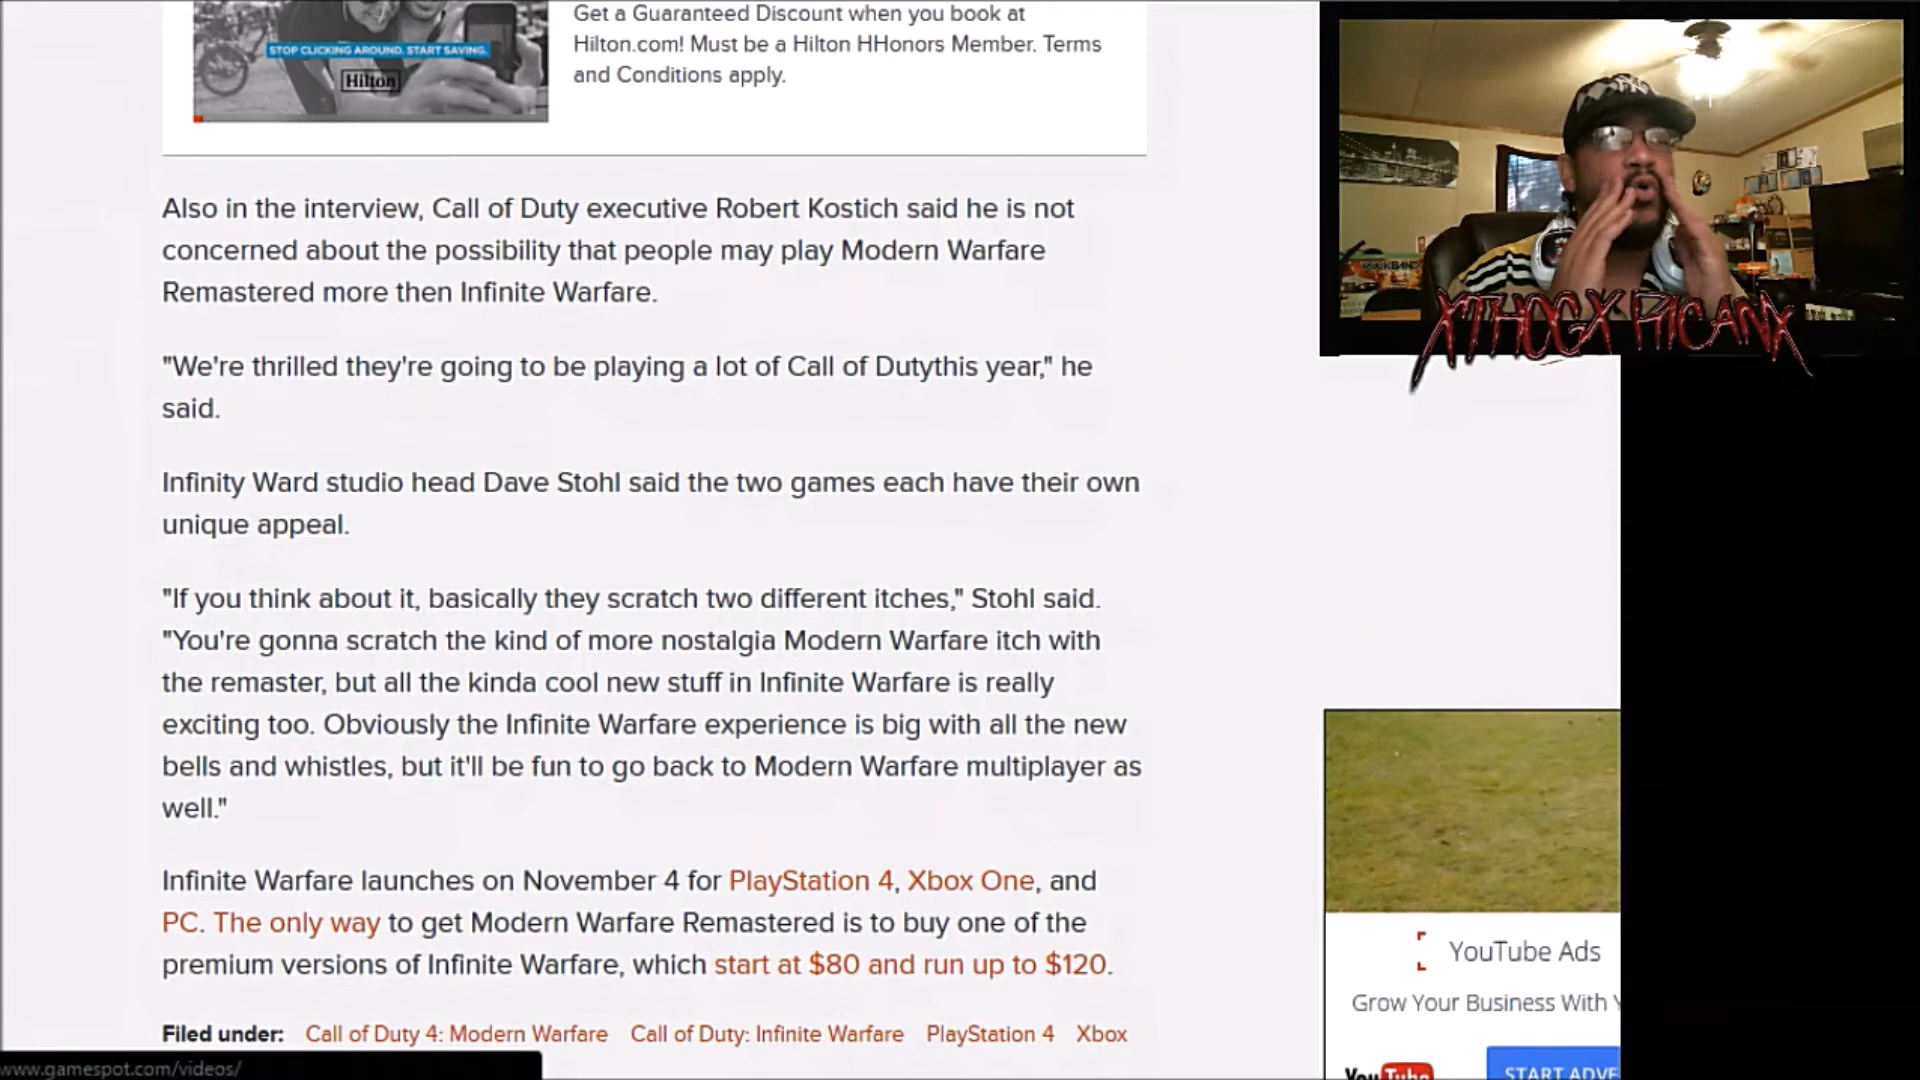 Get a Guaranteed Discount when you book at
Hilton.com! Must be a Hilton HHonors Member. Terms
and Conditions apply.
STOP CLICKING AROUND. START SAVING.
Hilton
Also in the interview, Call of Duty executive Robert Kostich said he is not
concerned about the possibility that people may play Modern Warfare
Remastered more then Infinite Warfare.
"We're thrilled they're going to be playing a lot of Call of Dutythis year," he
said.
Infinity Ward studio head Dave Stohl said the two games each have their own
unique appeal.
"If you think about it, basically they scratch two different itches," Stohl said.
"You're gonna scratch the kind of more nostalgia Modern Warfare itch with
the remaster, but all the kinda cool new stuff in Infinite Warfare is really
exciting too. Obviously the Infinite Warfare experience is big with all the new
bells and whistles, but it'll be fun to go back to Modern Warfare multiplayer as
well."
Infinite Warfare launches on November 4 for PlayStation 4, Xbox One, and
PC. The only way to get Modern Warfare Remastered is to buy one of the
premium versions of Infinite Warfare, which start at $80 and run up to $120.
Filed under: Call of Duty 4: Modern Warfare Call of Duty: Infinite Warfare PlayStation 4 Xbox
www.gamespot.com/videos/
ROCKBAND
XTHOGX RICANX
YouTube Ads
Grow Your Business With Y
YouTube
START ADVE